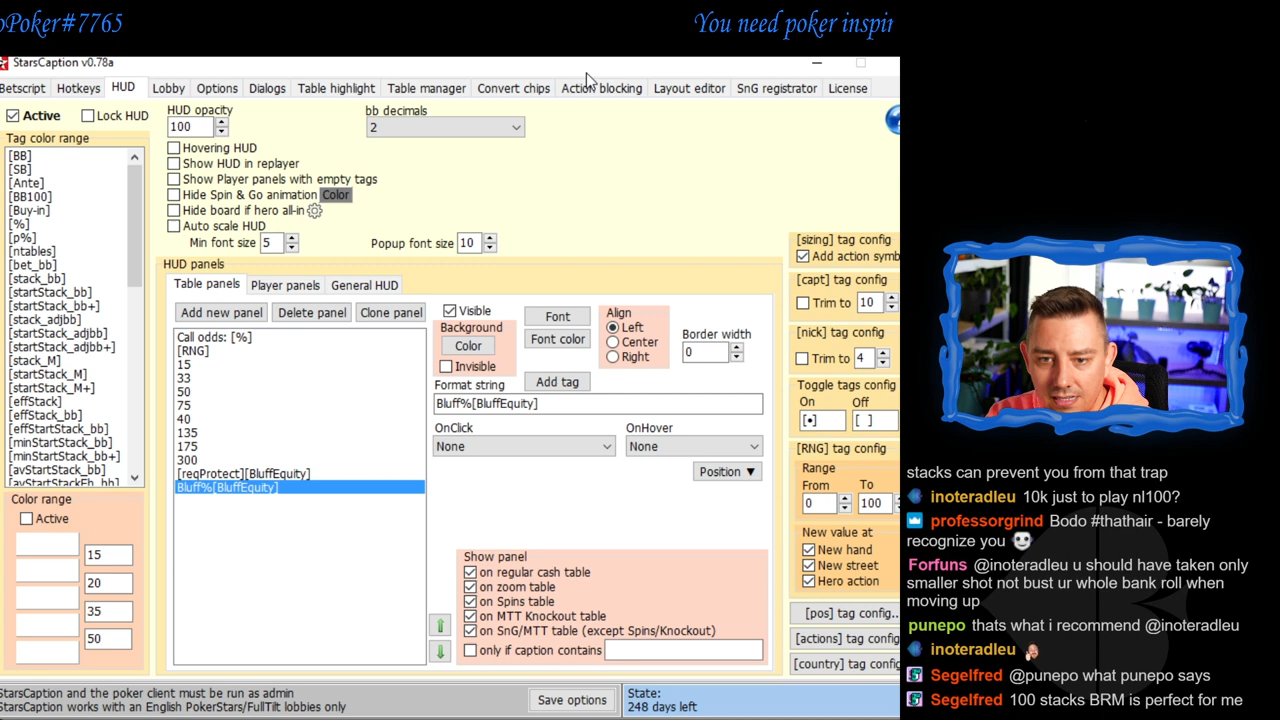 oPoker#7765
You need poker inspir
StarsCaption v0.78a
Betscript Hotkeys HUD Lobby Options Dialogs Table highlight Table manager Convert chips Action blocking Layout editor SnG registrator License
Active Lock HUD
Tag color range
[BB]
[SB]
[Ante]
[BB100]
[Buy-in]
[%]
[p%]
[ntables]
[bet_bb]
[stack_bb]
[startStack_bb]
[startStack_bb+]
[stack_adjbb]
[startStack_adjbb]
[startStack_adjbb+]
[stack_M]
[startStack_M]
[startStack_M+]
[effStack]
[effStack_bb]
[effStartStack_bb]
[minStartStack_bb]
[minStartStack_bb+]
[avStartStack_bb]
[avStartStackEh_bb]
Color range
Active
15
20
35
50
HUD opacity
100
bb decimals
2
Hovering HUD
Show HUD in replayer
Show Player panels with empty tags
Hide Spin & Go animation Color
Hide board if hero all-in
Auto scale HUD
Min font size 5 Popup font size 10
HUD panels
Table panels Player panels General HUD
Add new panel Delete panel Clone panel
Call odds: [%]
[RNG]
15
33
50
75
40
135
175
300
[reqProtect][BluffEquity]
Bluff%[BluffEquity]
Visible
Background
Color
Invisible
Font
Font color
Align
Left
Center
Right
Border width
0
Format string
Add tag
Bluff%[BluffEquity]
OnClick OnHover
None None
Position ▼
Show panel
on regular cash table
on zoom table
on Spins table
on MTT Knockout table
on SnG/MTT table (except Spins/Knockout)
only if caption contains
[sizing] tag config
Add action symb
[capt] tag config
Trim to 10
[nick] tag config
Trim to 4
Toggle tags config
On Off
[•] [ ]
[RNG] tag config
Range
From To
0 100
New value at
New hand
New street
Hero action
[pos] tag config..
[actions] tag config
[country] tag config
StarsCaption and the poker client must be run as admin
StarsCaption works with an English PokerStars/FullTilt lobbies only
Save options
State:
248 days left
stacks can prevent you from that trap
inoteradleu 10k just to play nl100?
professorgrind Bodo #thathair - barely
recognize you
Forfuns @inoteradleu u should have taken only
smaller shot not bust ur whole bank roll when
moving up
punepo thats what i recommend @inoteradleu
inoteradleu
Segelfred @punepo what punepo says
Segelfred 100 stacks BRM is perfect for me